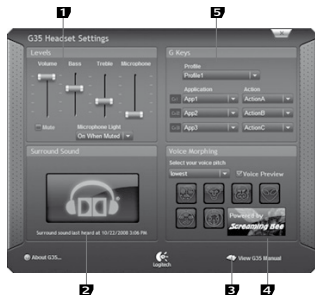 1
5
G35 Headset Settings
Levels
Volume Bass Treble Microphone
Mute
Microphone Light
On When Muted
G Keys
Profile
Profile1
Application Action
App1 ActionA
App2 ActionB
App3 ActionC
Surround Sound
Surround sound last heard at 10/22/2008 3:06 PM
Voice Morphing
Select your voice pitch
lowest Voice Preview
Powered by
Screaming Bee
About G35...
Logitech
View G35 Manual
2
3
4